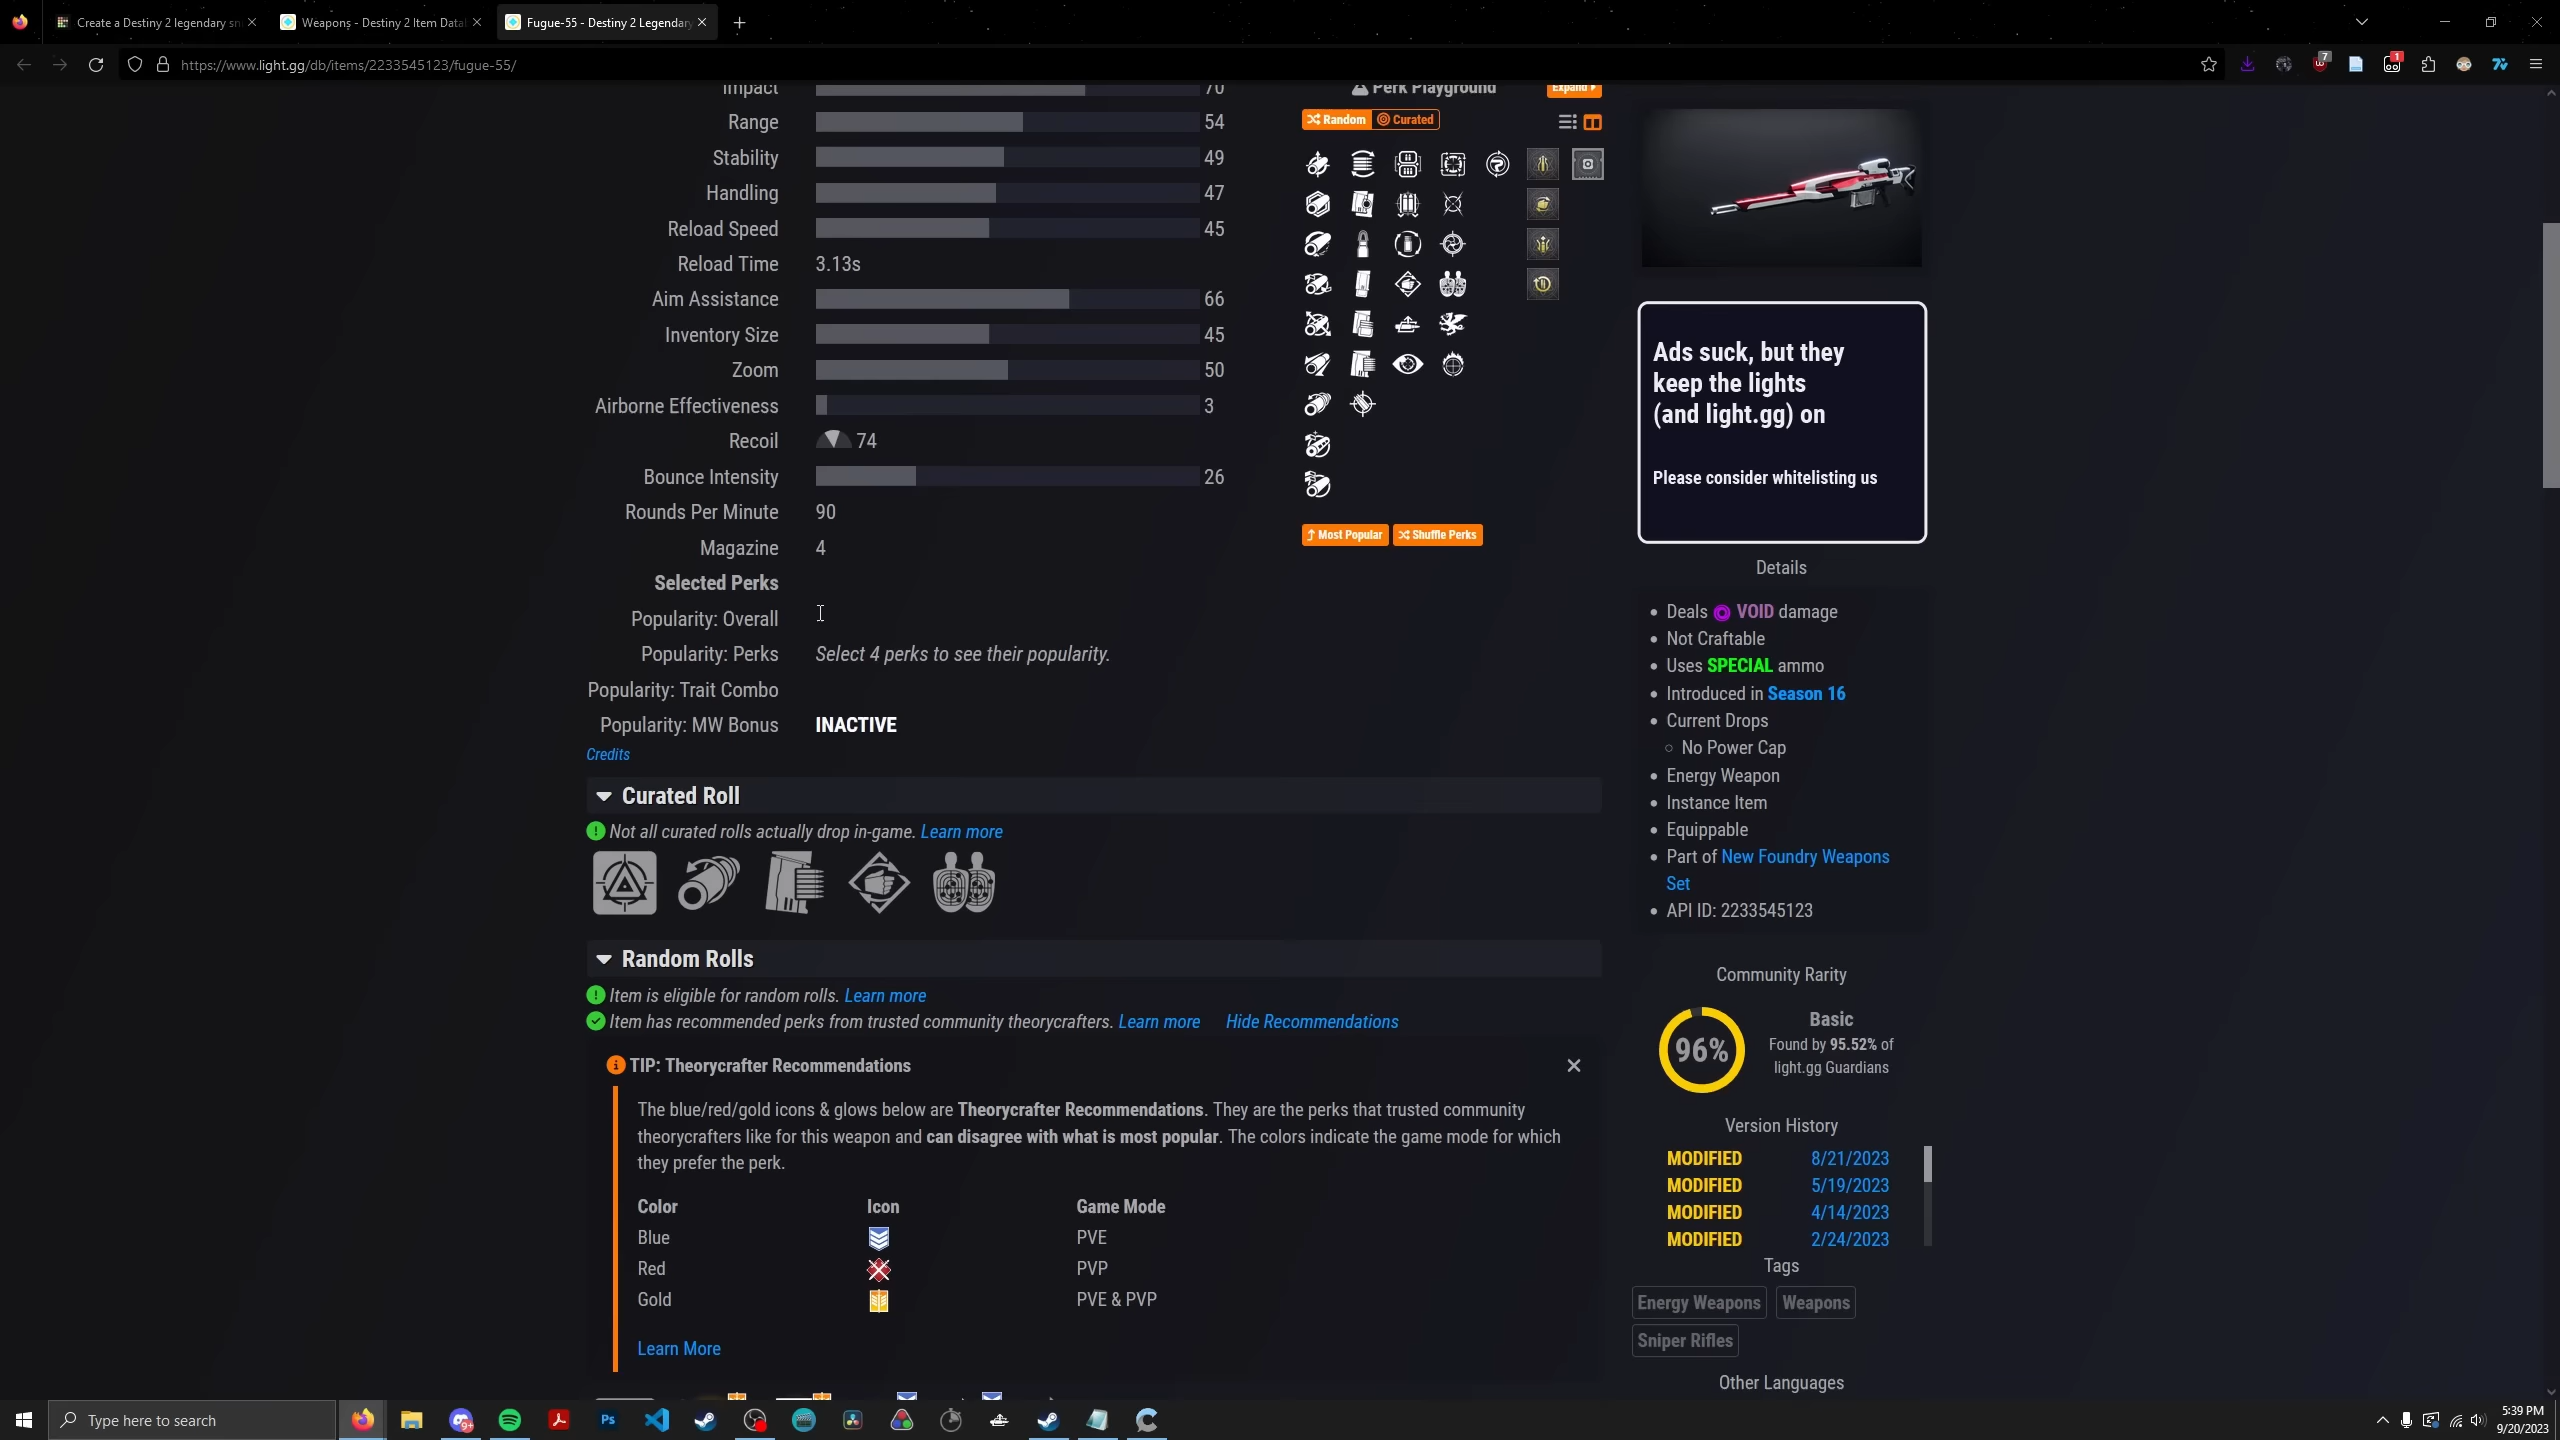 Create a Destiny 2 legendary sn
Weapons - Destiny 2 Item Data
Fugue-55 - Destiny 2 Legendary
https://www.light.gg/db/items/2233545123/fugue-55/
7
1
Impact 70
Range 54
Stability 49
Handling 47
Reload Speed 45
Reload Time 3.13s
Aim Assistance 66
Inventory Size 45
Zoom 50
Airborne Effectiveness 3
Recoil 74
Bounce Intensity 26
Rounds Per Minute 90
Magazine 4
Selected Perks
Popularity: Overall
Popularity: Perks Select 4 perks to see their popularity.
Popularity: Trait Combo
Popularity: MW Bonus INACTIVE
Credits
Perk Playground Expand
Random Curated
Most Popular Shuffle Perks
Curated Roll
Not all curated rolls actually drop in-game. Learn more
Random Rolls
Item is eligible for random rolls. Learn more
Item has recommended perks from trusted community theorycrafters. Learn more Hide Recommendations
TIP: Theorycrafter Recommendations
The blue/red/gold icons & glows below are Theorycrafter Recommendations. They are the perks that trusted community
theorycrafters like for this weapon and can disagree with what is most popular. The colors indicate the game mode for which
they prefer the perk.
Color Icon Game Mode
Blue PVE
Red PVP
Gold PVE & PVP
Learn More
Ads suck, but they
keep the lights
(and light.gg) on
Please consider whitelisting us
Details
Deals VOID damage
Not Craftable
Uses SPECIAL ammo
Introduced in Season 16
Current Drops
No Power Cap
Energy Weapon
Instance Item
Equippable
Part of New Foundry Weapons
Set
API ID: 2233545123
Community Rarity
96%
Basic
Found by 95.52% of
light.gg Guardians
Version History
MODIFIED 8/21/2023
MODIFIED 5/19/2023
MODIFIED 4/14/2023
MODIFIED 2/24/2023
Tags
Energy Weapons Weapons
Sniper Rifles
Other Languages
Type here to search
9+
Ps
5:39 PM
9/20/2023